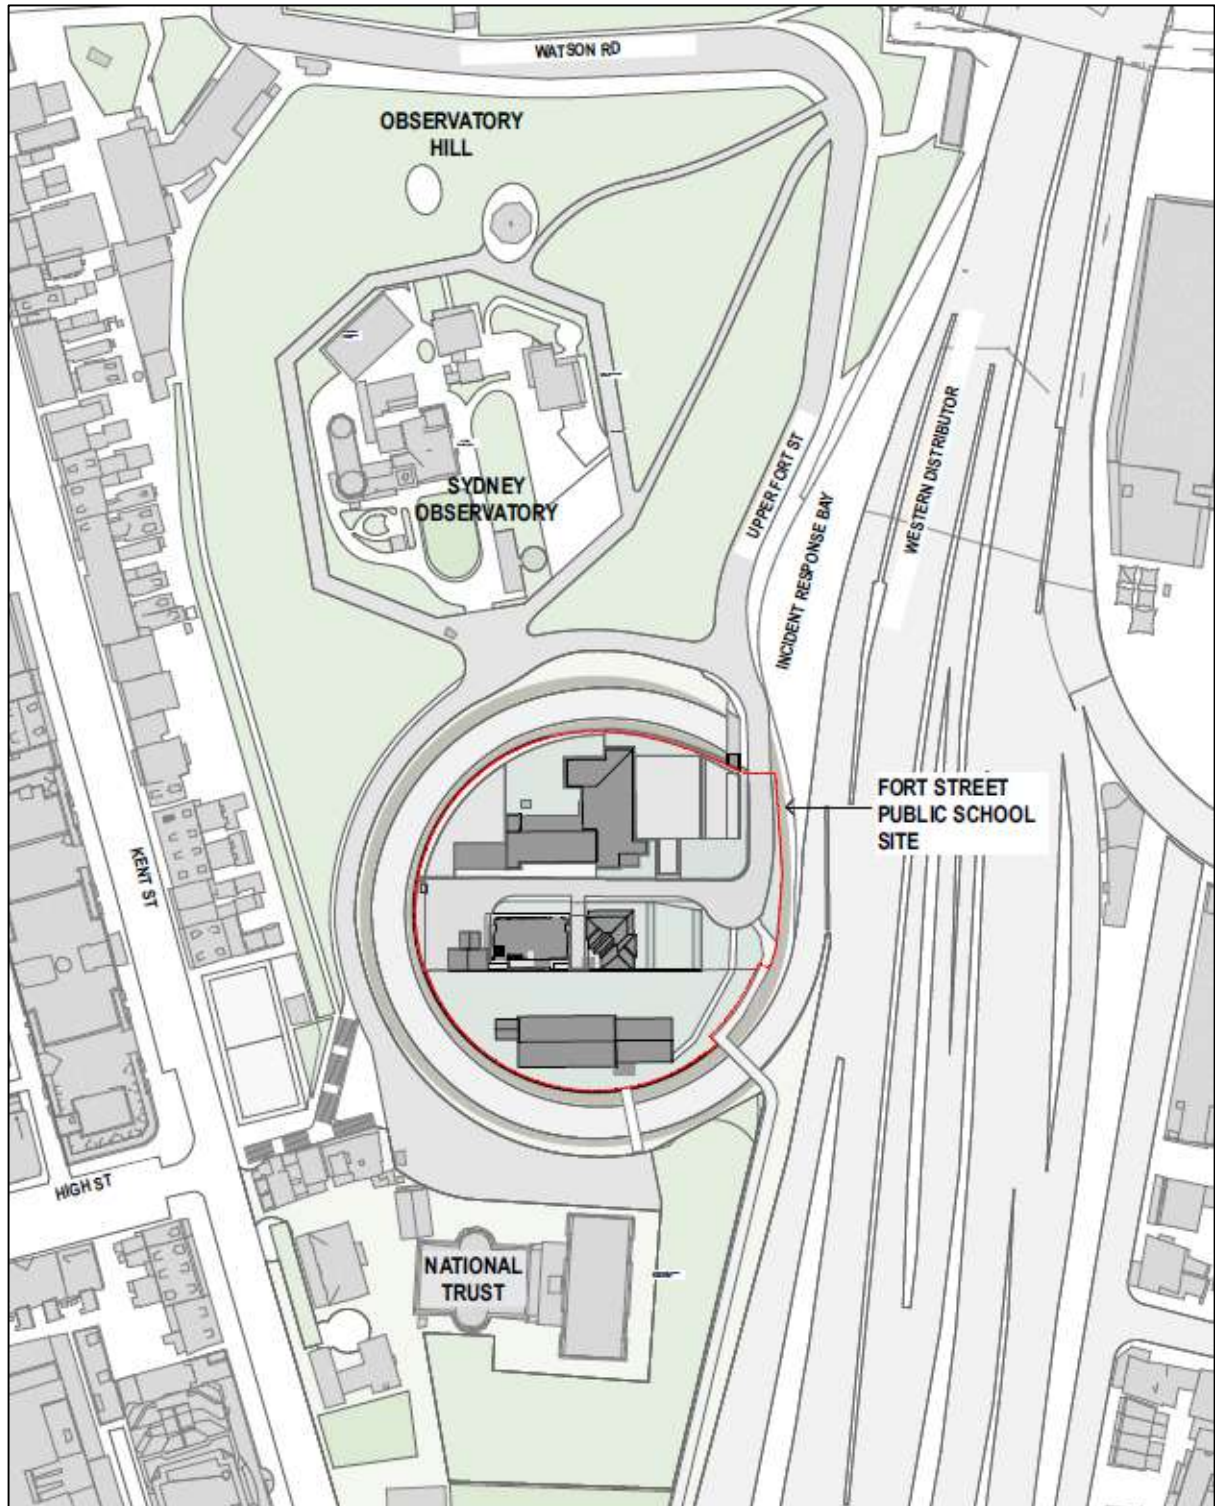 WATSON RD
OBSERVATORY
HILL
UPPER FORT ST
WESTERN DISTRIBUTOR
INCIDENT RESPONSE BAY
SYDNEY
OBSERVATORY
FORT STREET
PUBLIC SCHOOL
SITE
KENT ST
HIGH ST
NATIONAL
TRUST